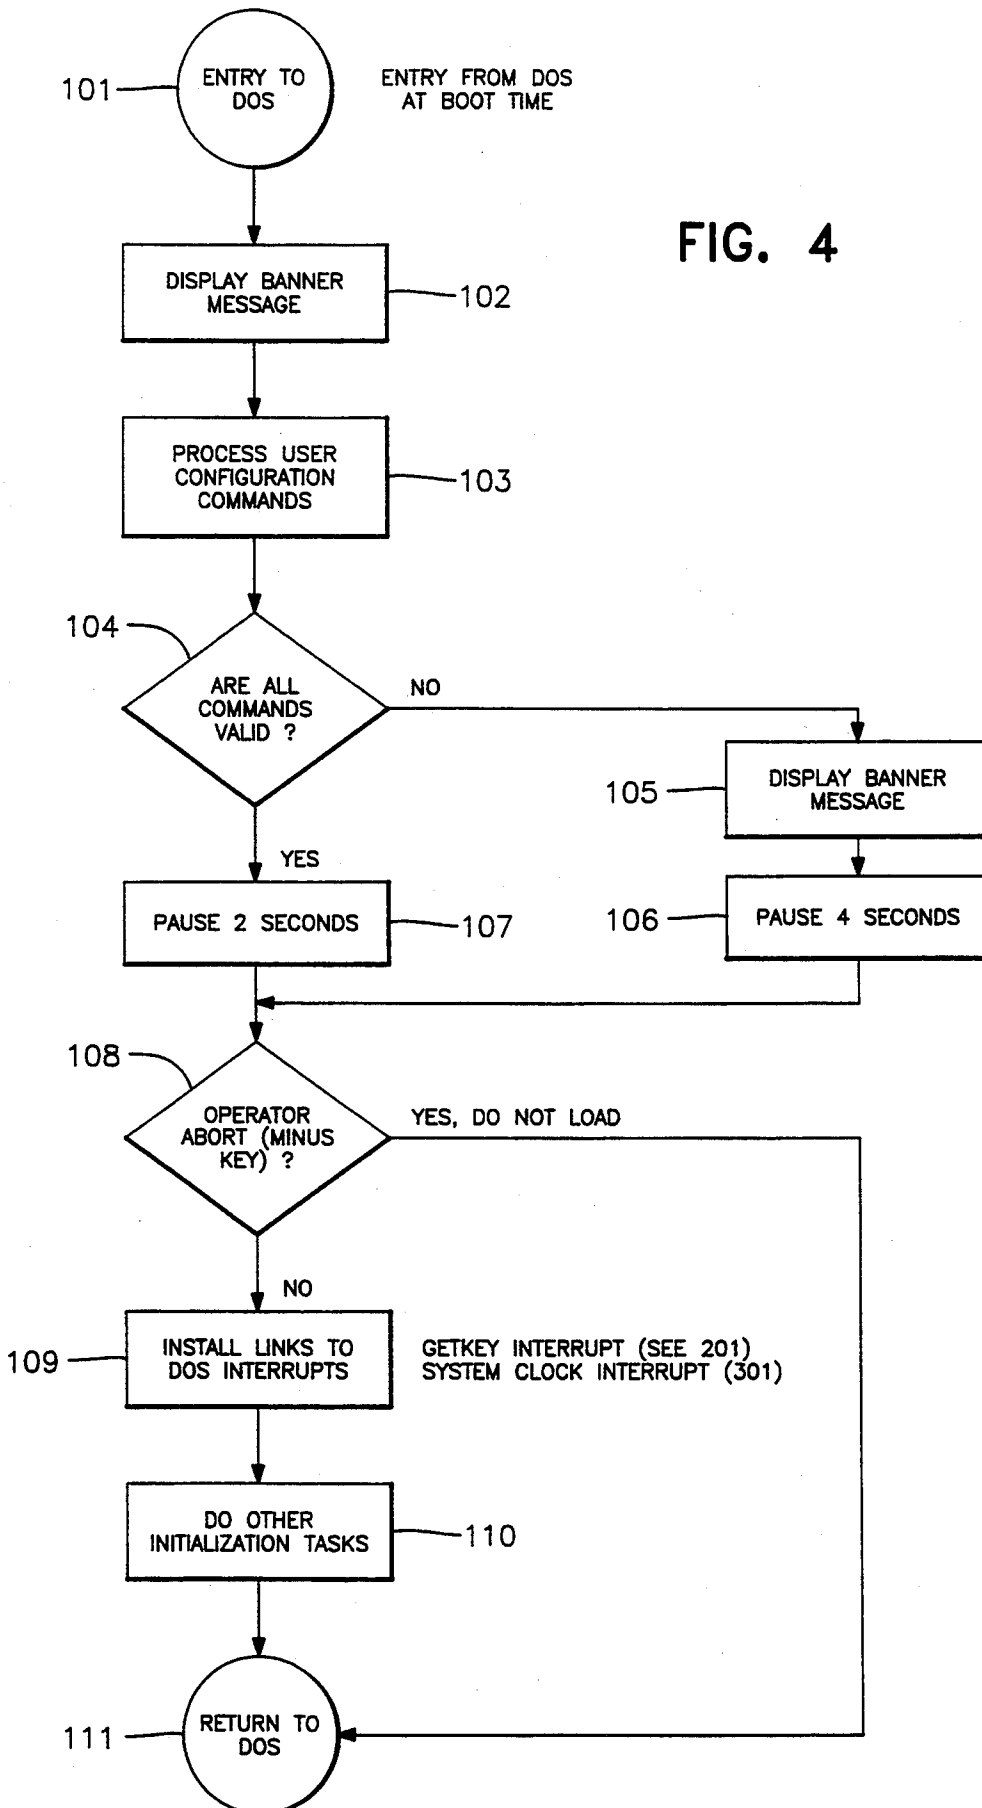 101
ENTRY TO
DOS
ENTRY FROM DOS
AT BOOT TIME
FIG. 4
DISPLAY BANNER
MESSAGE
102
PROCESS USER
CONFIGURATION
COMMANDS
103
104
ARE ALL
COMMANDS
VALID ?
NO
105
DISPLAY BANNER
MESSAGE
YES
PAUSE 2 SECONDS
107
106
PAUSE 4 SECONDS
108
OPERATOR
ABORT (MINUS
KEY) ?
YES, DO NOT LOAD
NO
109
INSTALL LINKS TO
DOS INTERRUPTS
GETKEY INTERRUPT (SEE 201)
SYSTEM CLOCK INTERRUPT (301)
DO OTHER
INITIALIZATION TASKS
110
111
RETURN TO
DOS